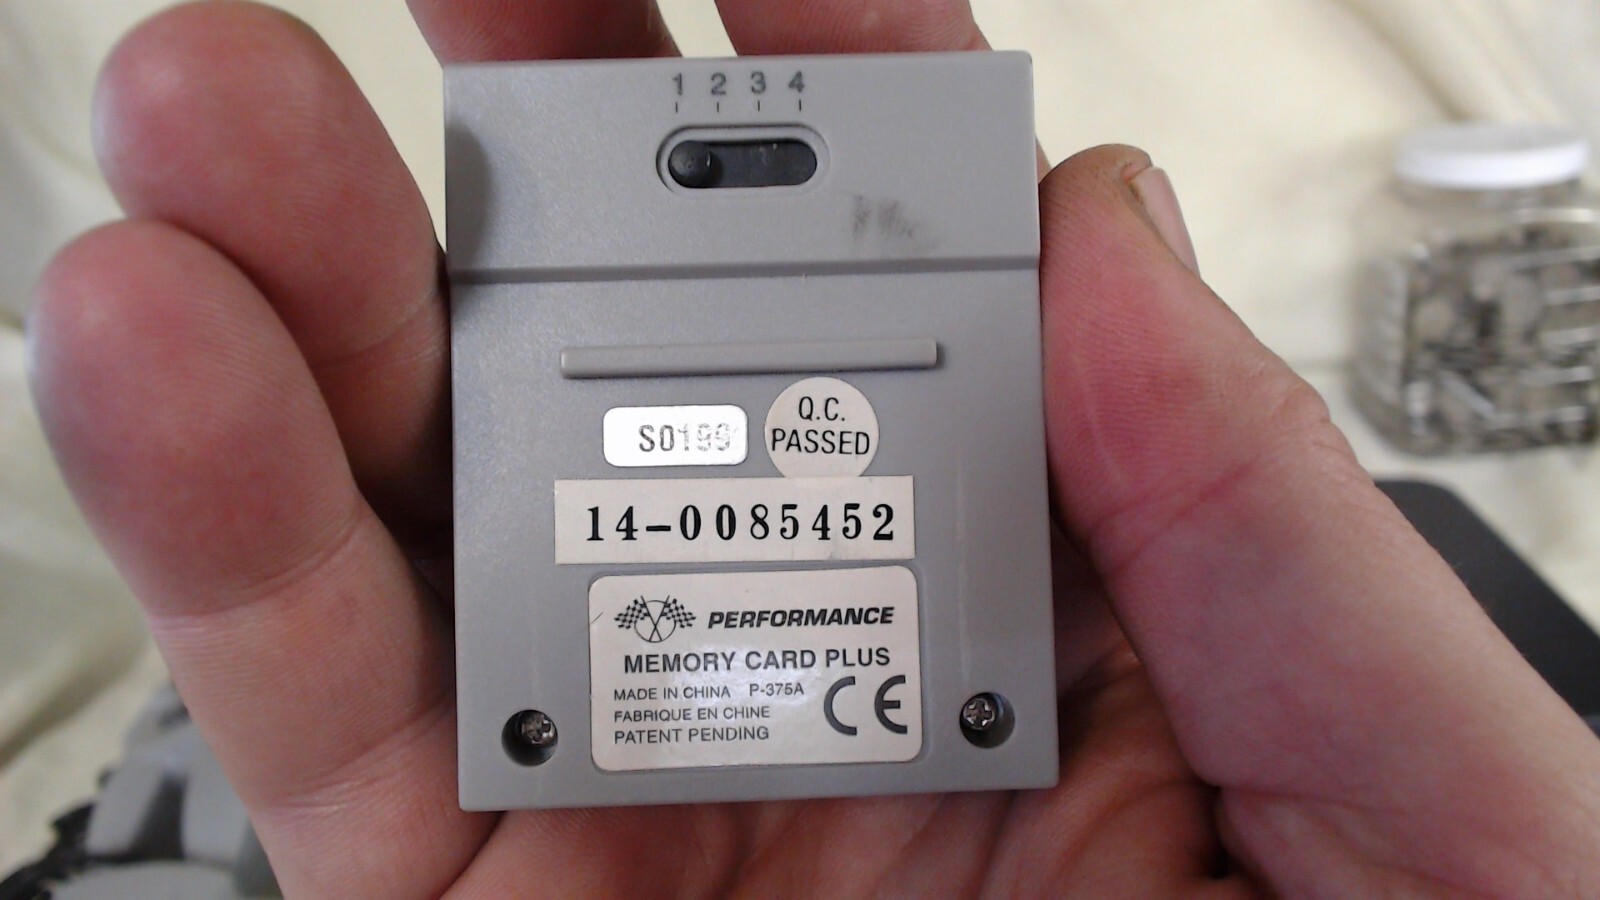 1 2 3 4
S0199
Q.C.
PASSED
14-0085452
PERFORMANCE
MEMORY CARD PLUS
MADE IN CHINA P-375A
FABRIQUE EN CHINE
PATENT PENDING
CE